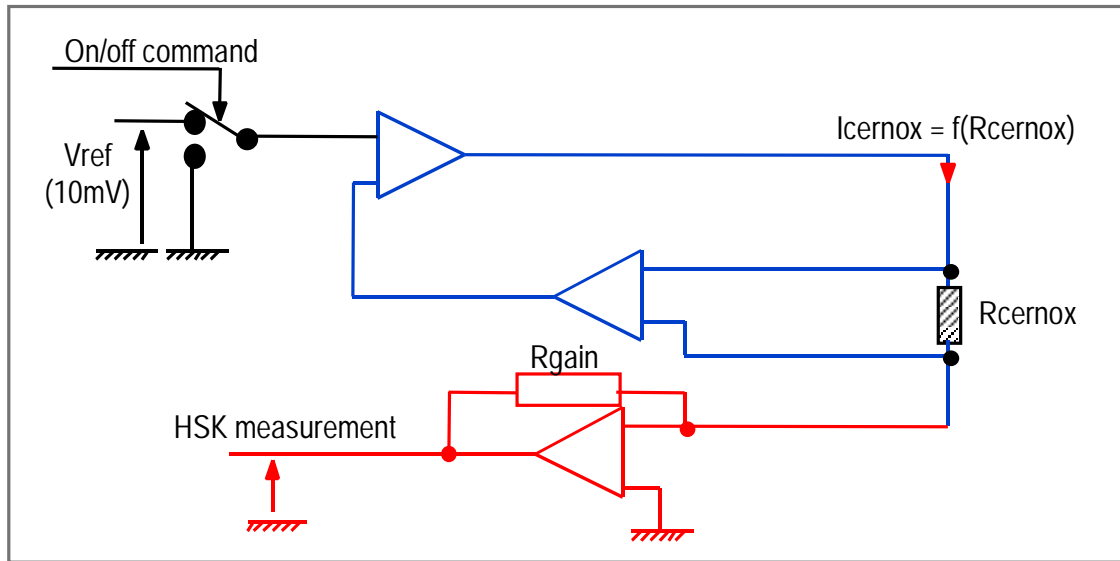 On/off command
Vref
(10mV)
Icernox = f(Rcernox)
Rcernox
Rgain
HSK measurement